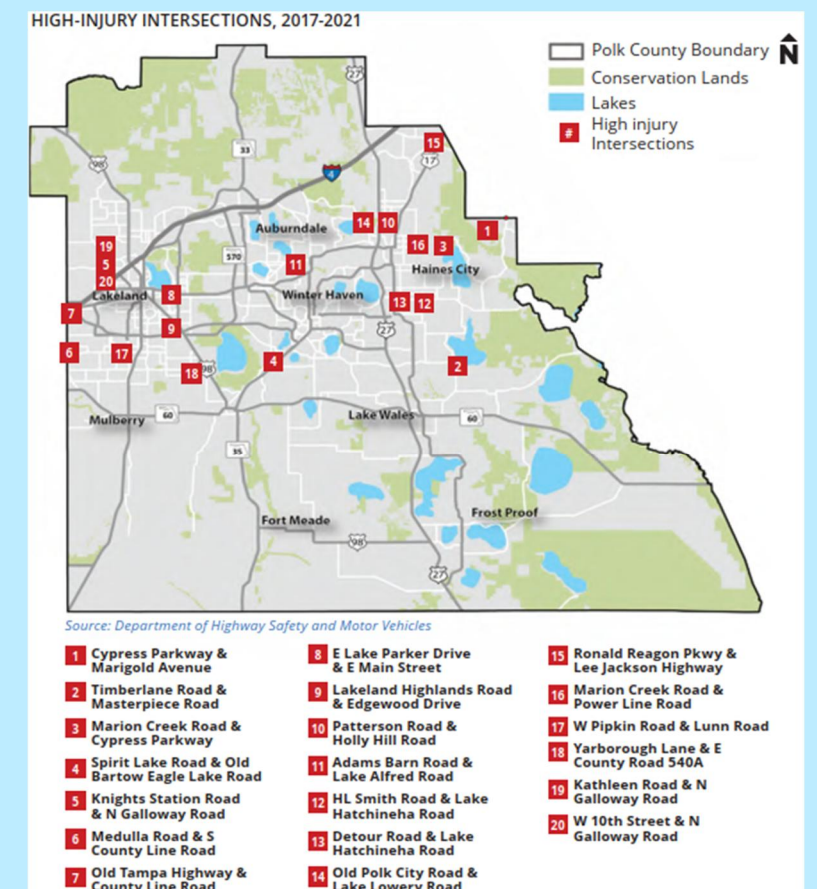 HIGH-INJURY INTERSECTIONS, 2017-2021
Polk County Boundary
N
Conservation Lands
Lakes
# High injury
Intersections
27
15
17
33
98
4
14 10
1
Auburndale
16 3
19
570
11
5
Haines City
20
Lakeland
8
Winter Haven
13 12
7
9
27
6
17
4
2
18
98
Mulberry
60
Lake Wales
60
35
Fort Meade
Frost Proof
98
27
Source: Department of Highway Safety and Motor Vehicles
1 Cypress Parkway &
Marigold Avenue
2 Timberlane Road &
Masterpiece Road
3 Marion Creek Road &
Cypress Parkway
4 Spirit Lake Road & Old
Bartow Eagle Lake Road
5 Knights Station Road
& N Galloway Road
6 Medulla Road & S
County Line Road
7 Old Tampa Highway &
County Line Road
8 E Lake Parker Drive
& E Main Street
9 Lakeland Highlands Road
& Edgewood Drive
10 Patterson Road &
Holly Hill Road
11 Adams Barn Road &
Lake Alfred Road
12 HL Smith Road & Lake
Hatchineha Road
13 Detour Road & Lake
Hatchineha Road
14 Old Polk City Road &
Lake Lowery Road
15 Ronald Reagon Pkwy &
Lee Jackson Highway
16 Marion Creek Road &
Power Line Road
17 W Pipkin Road & Lunn Road
18 Yarborough Lane & E
County Road 540A
19 Kathleen Road & N
Galloway Road
20 W 10th Street & N
Galloway Road